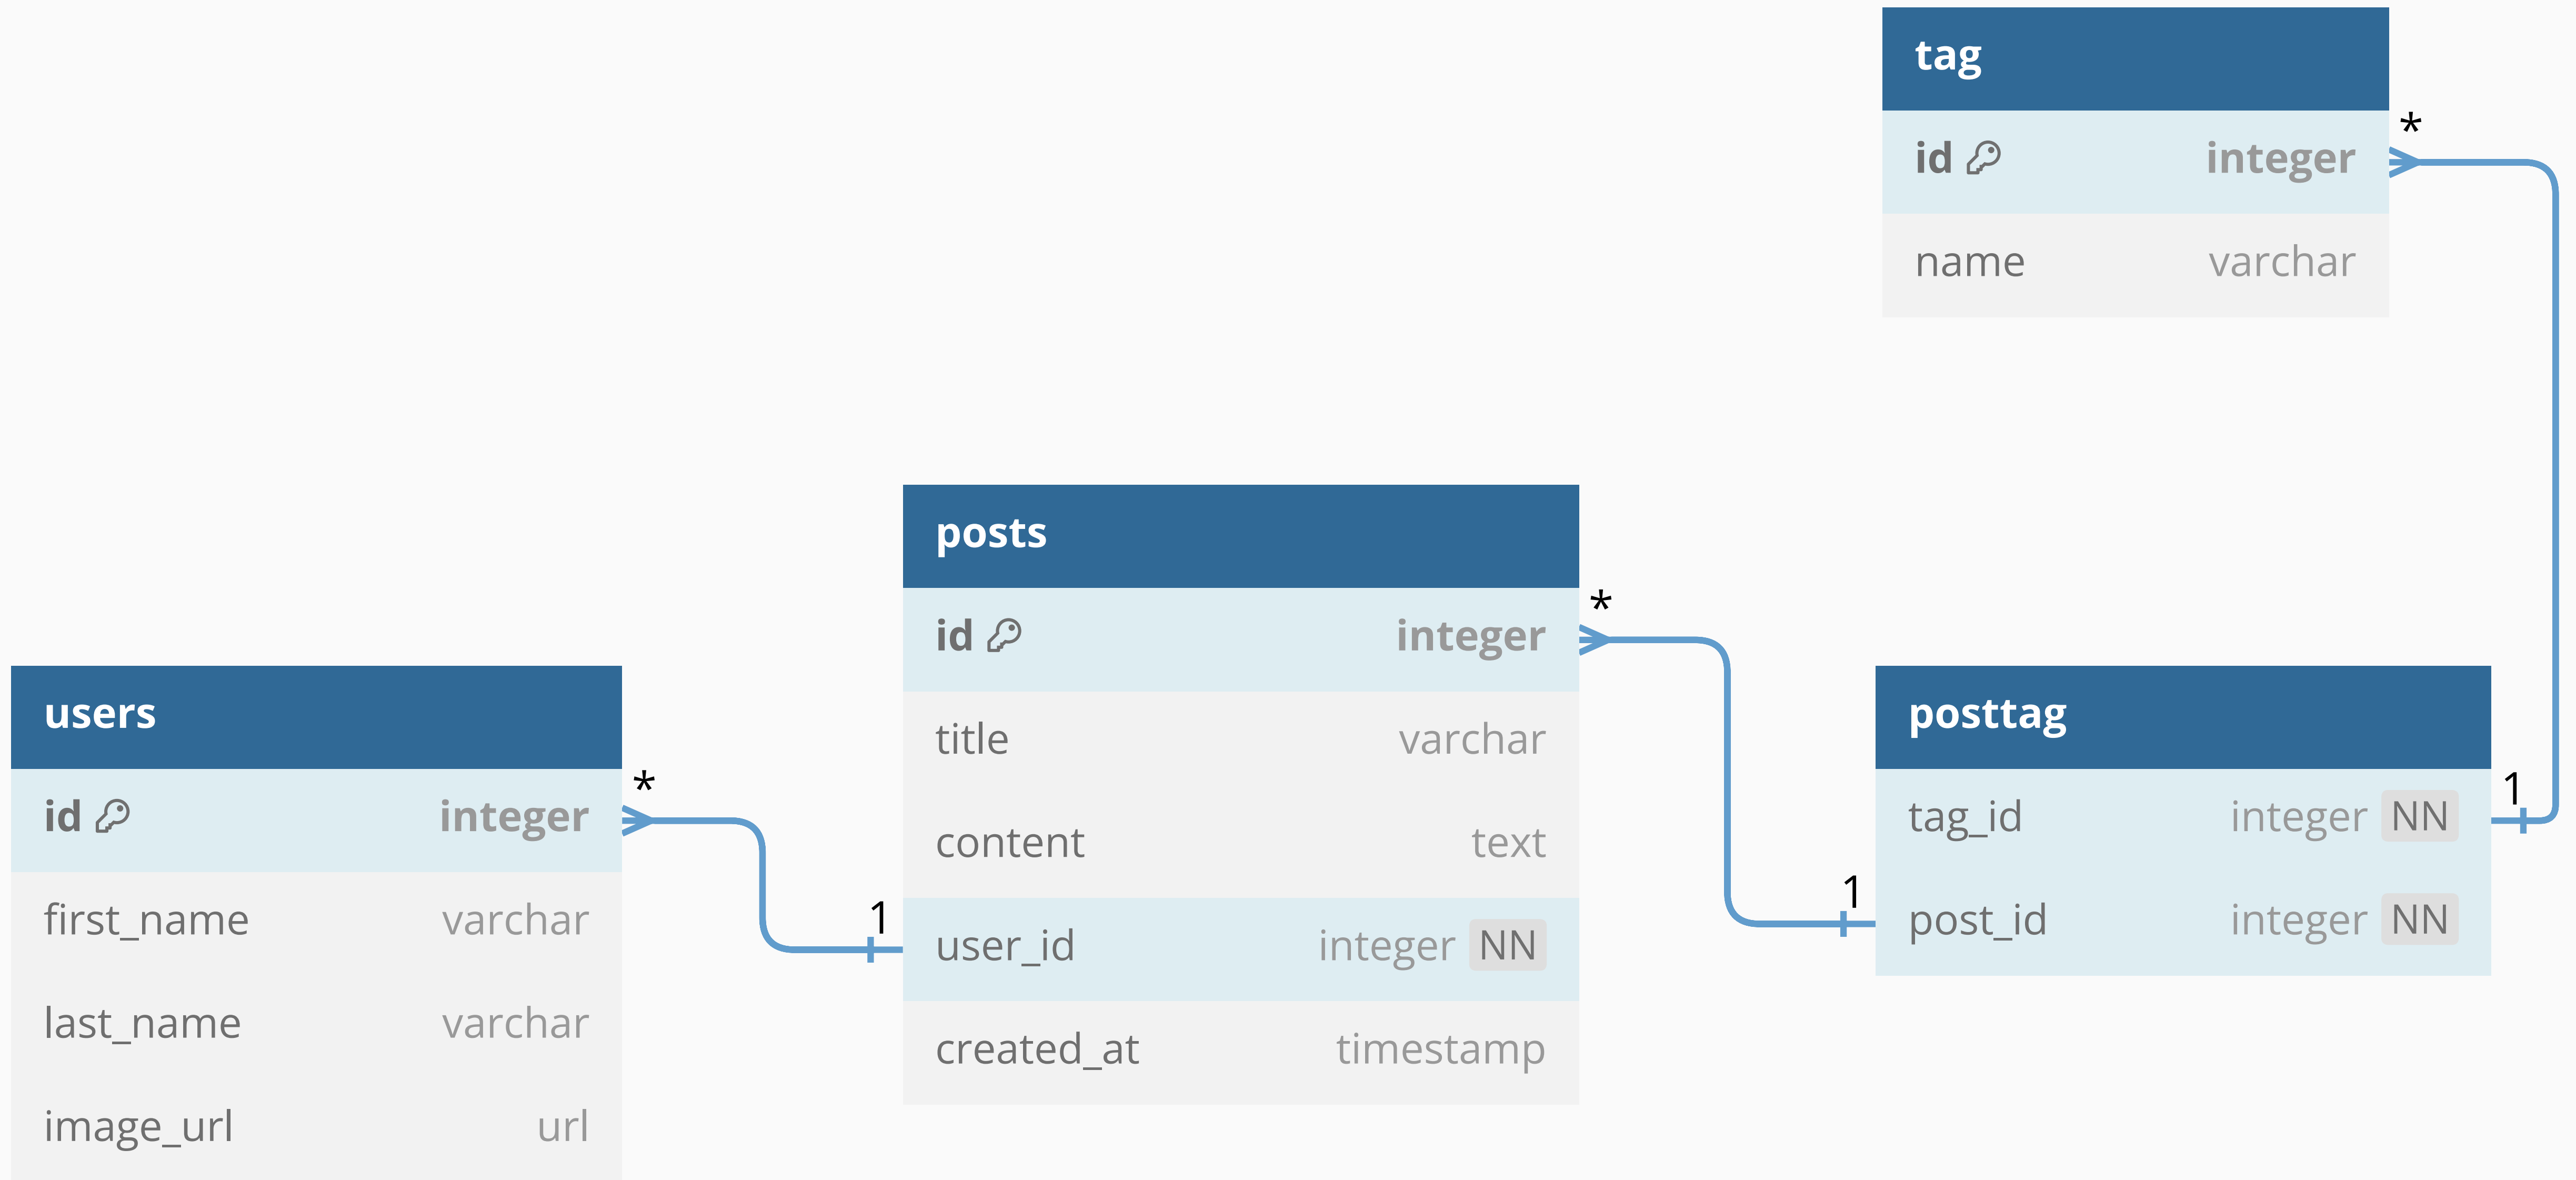 tag
*
id integer
name varchar
posts
*
id integer
title varchar
content text
1
user_id integer NN
created_at timestamp
users
*
id integer
first_name varchar
last_name varchar
image_url url
posttag
1
tag_id integer NN
1
post_id integer NN